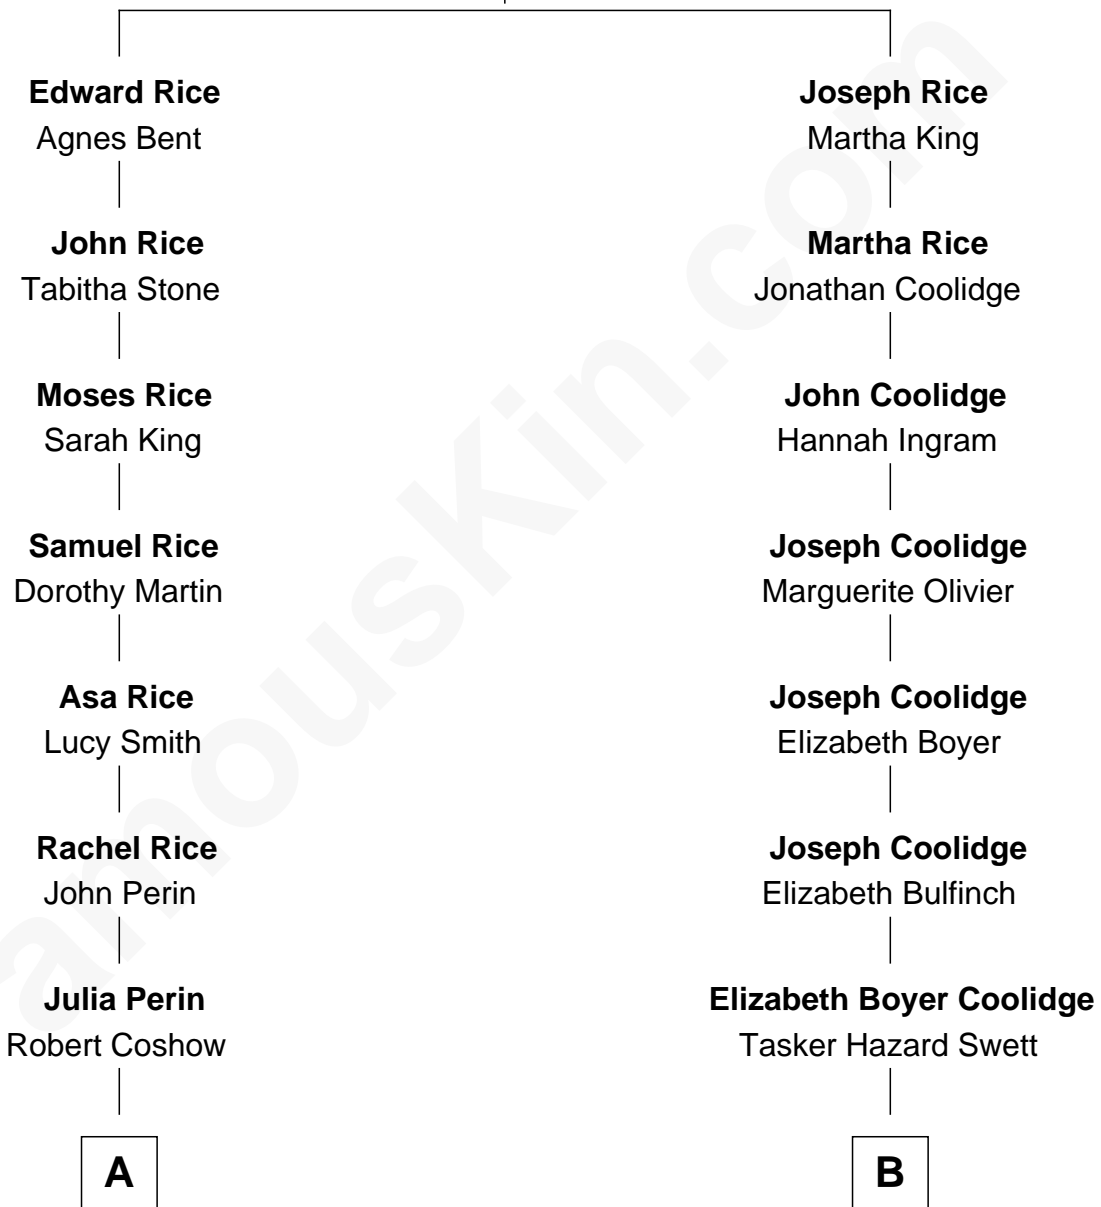 Edward Rice
Agnes Bent
John Rice
Tabitha Stone
Moses Rice
Sarah King
Samuel Rice
Dorothy Martin
Asa Rice
Lucy Smith
Rachel Rice
John Perin
Julia Perin
Robert Coshow
A
Joseph Rice
Martha King
Martha Rice
Jonathan Coolidge
John Coolidge
Hannah Ingram
Joseph Coolidge
Marguerite Olivier
Joseph Coolidge
Elizabeth Boyer
Joseph Coolidge
Elizabeth Bulfinch
Elizabeth Boyer Coolidge
Tasker Hazard Swett
B
amousKin.com